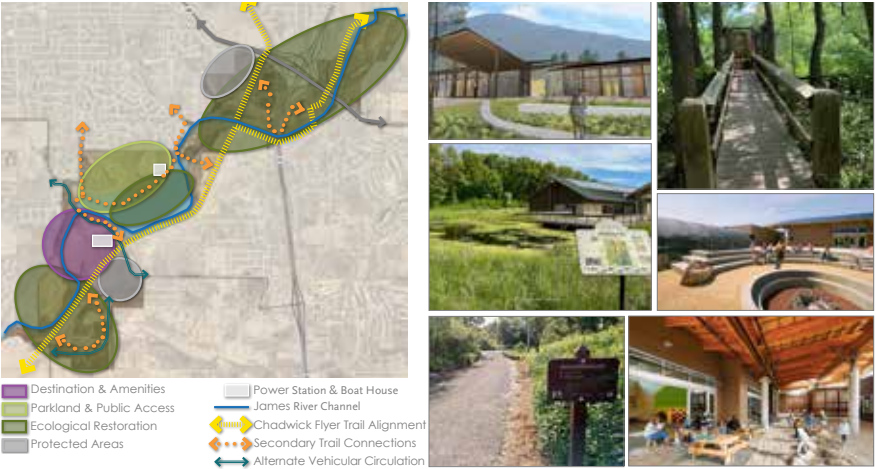 Destination & Amenities
Parkland & Public Access
Ecological Restoration
Protected Areas
Power Station & Boat House
James River Channel
Chadwick Flyer Trail Alignment
Secondary Trail Connections
Alternate Vehicular Circulation